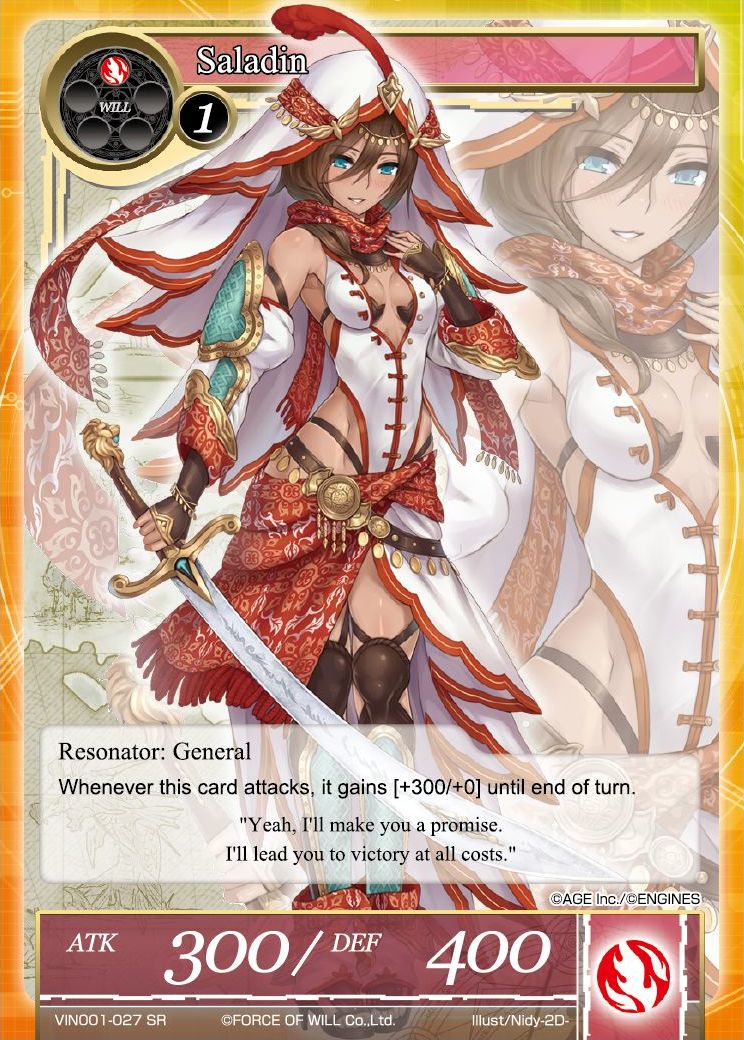 Saladin
WILL
1
Resonator: General
Whenever this card attacks, it gains [+300/+0] until end of turn.
"Yeah, I'll make you a promise.
I'll lead you to victory at all costs."
©AGE Inc./©ENGINES
ATK 300 / DEF 400
VIN001-027 SR ©FORCE OF WILL Co.,Ltd. Illust/Nidy-2D-